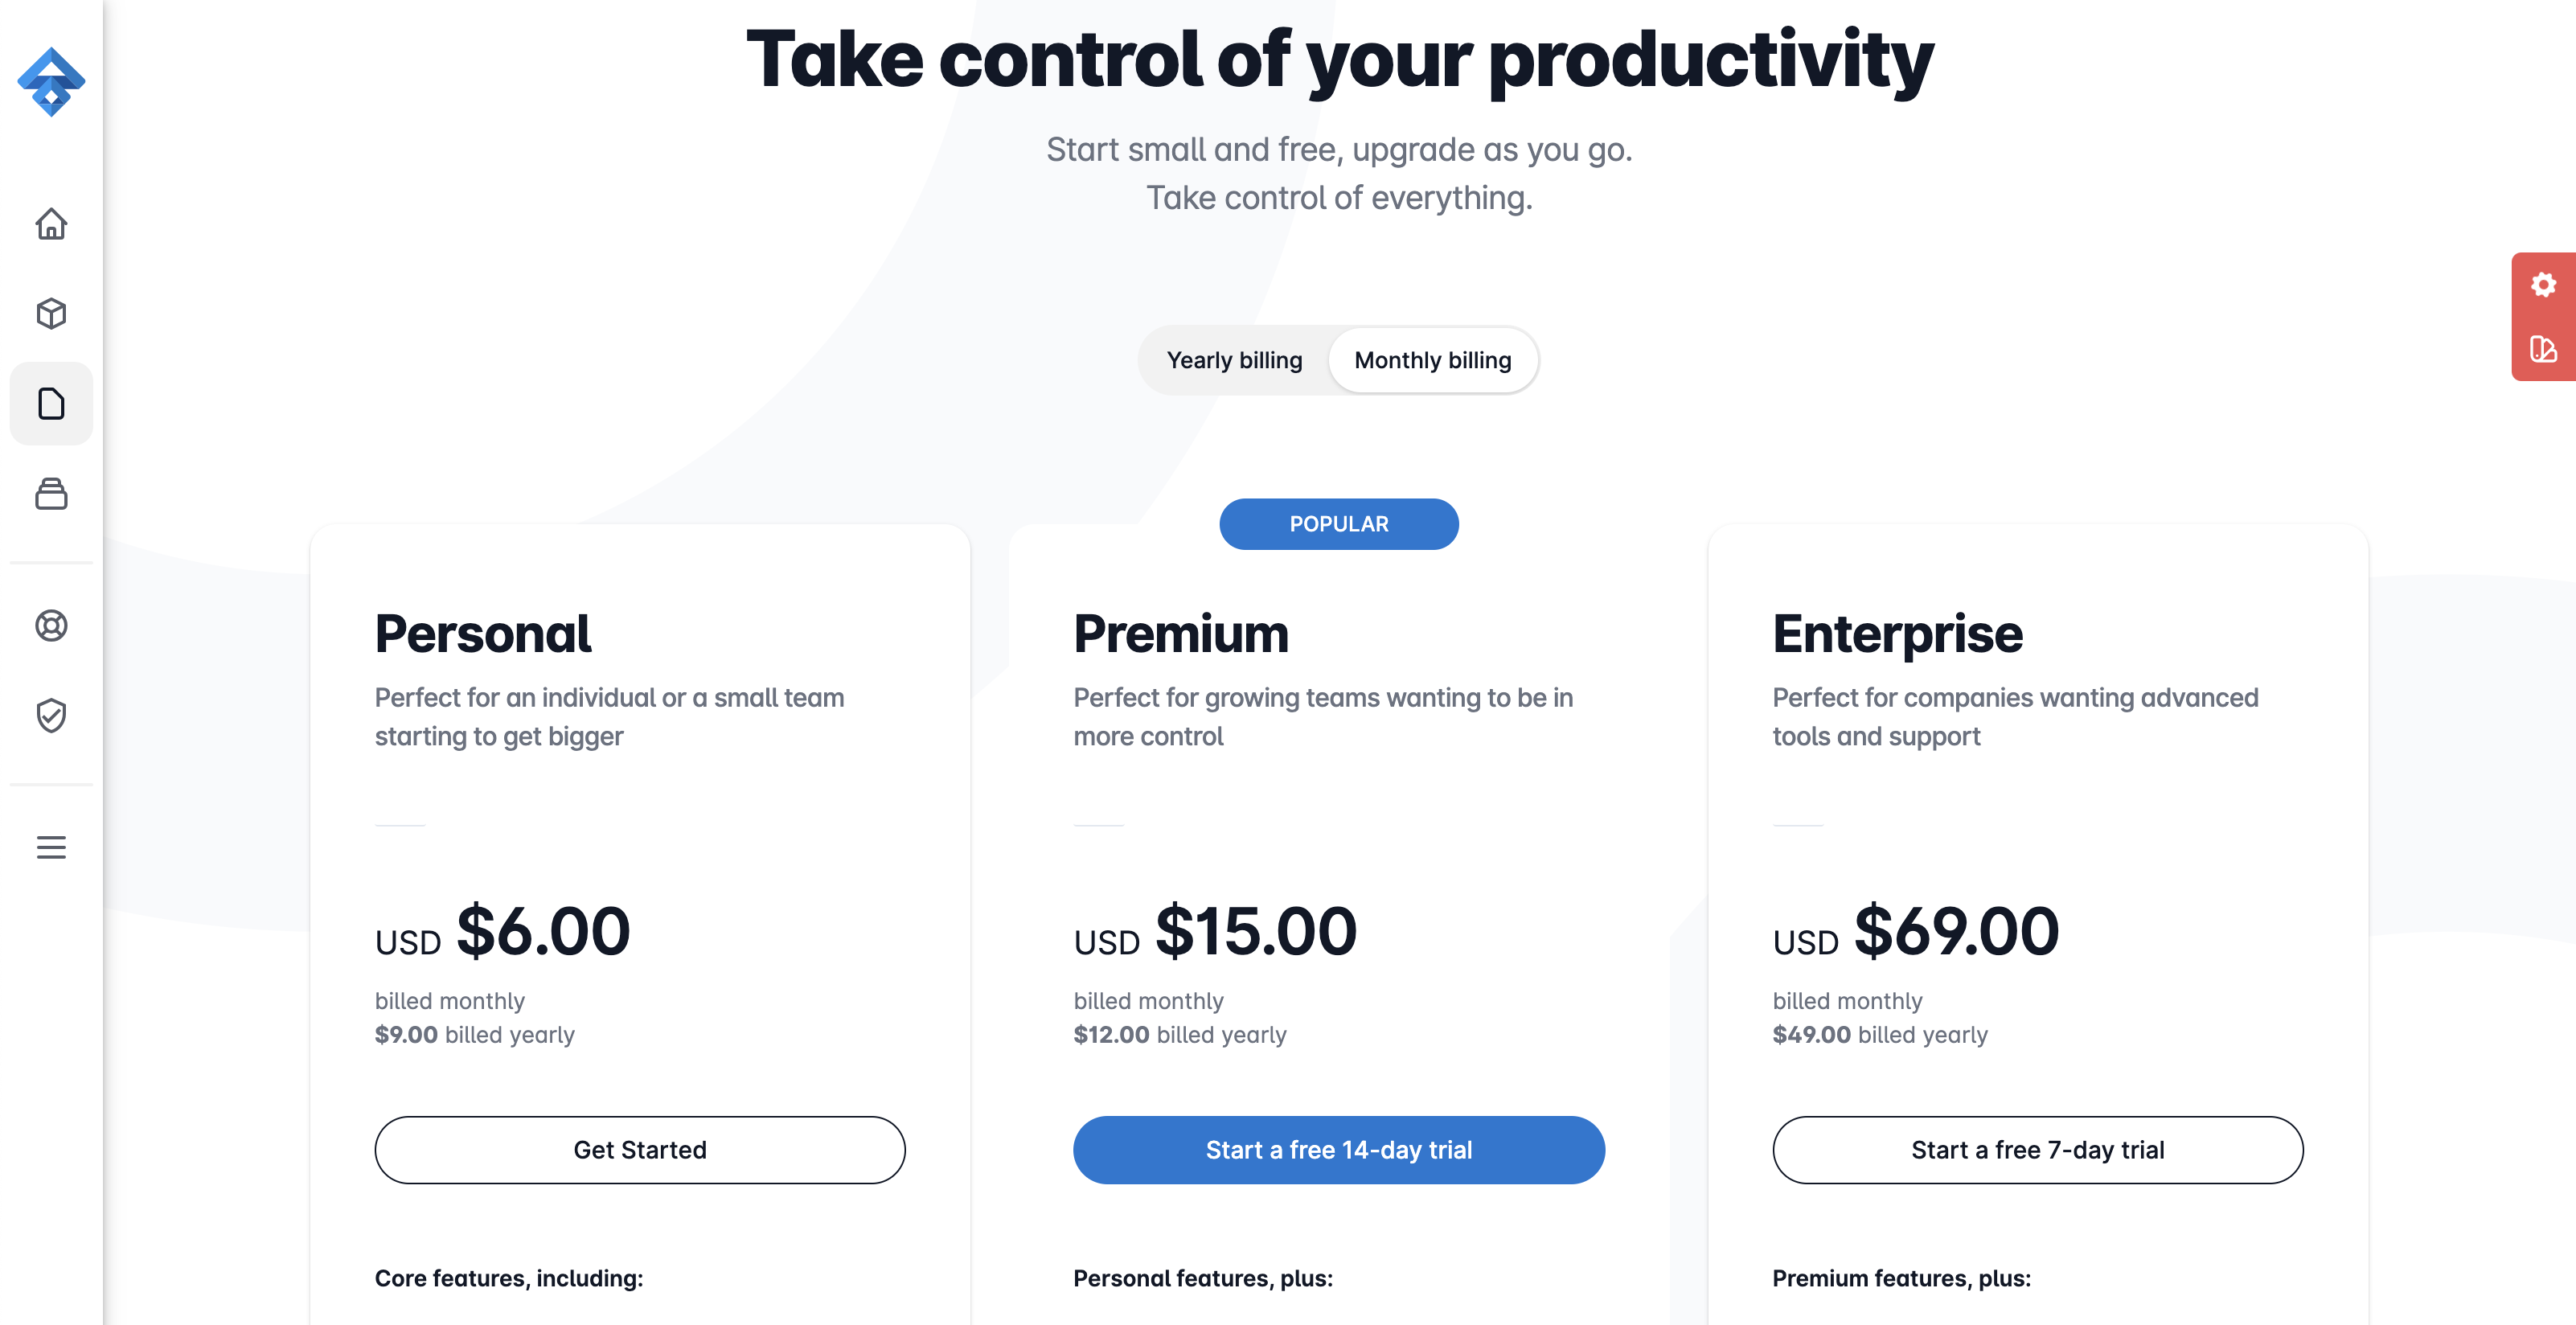 Take control of your productivity
Start small and free, upgrade as you go.
Take control of everything.
Yearly billing
Monthly billing
POPULAR
Personal
Perfect for an individual or a small team
starting to get bigger
USD $6.00
billed monthly
$9.00 billed yearly
Get Started
Core features, including:
Premium
Perfect for growing teams wanting to be in
more control
USD $15.00
billed monthly
$12.00 billed yearly
Start a free 14-day trial
Personal features, plus:
Enterprise
Perfect for companies wanting advanced
tools and support
USD $69.00
billed monthly
$49.00 billed yearly
Start a free 7-day trial
Premium features, plus: